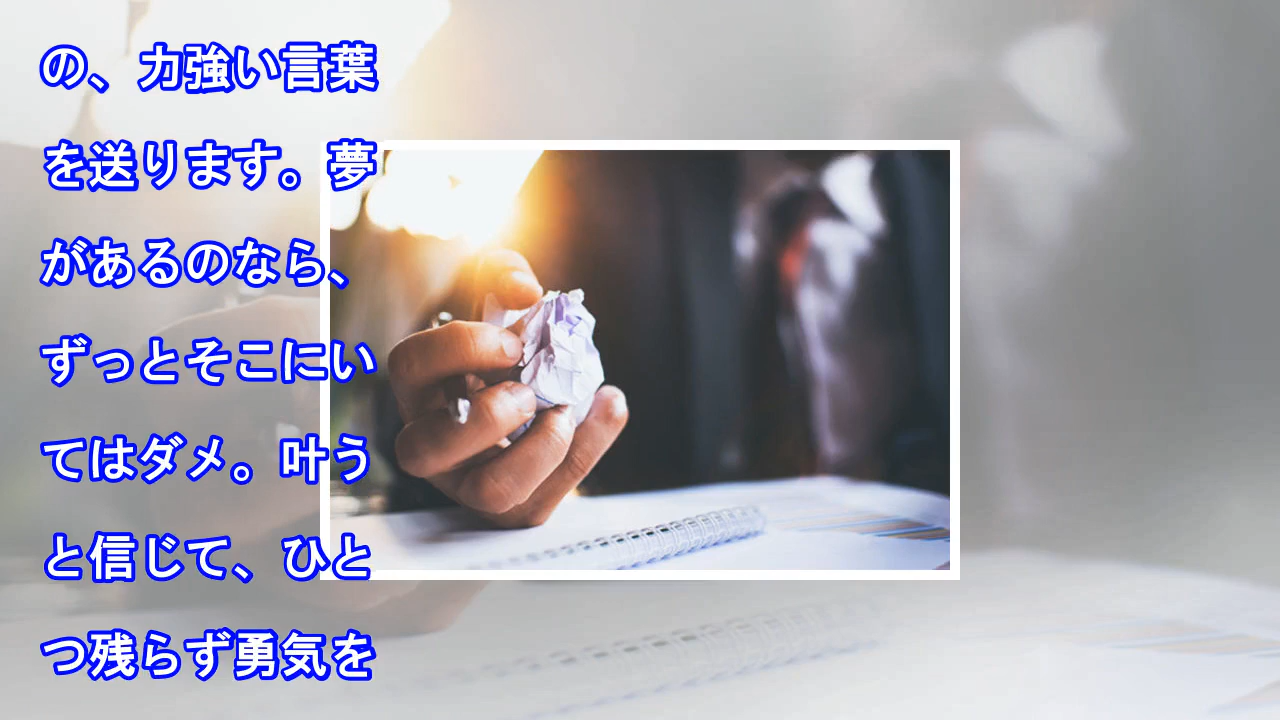 の、力強い言葉
を送ります。夢
があるのなら、
ずっとそこにい
てはダメ。叶う
と信じて、ひと
つ残らず勇気を